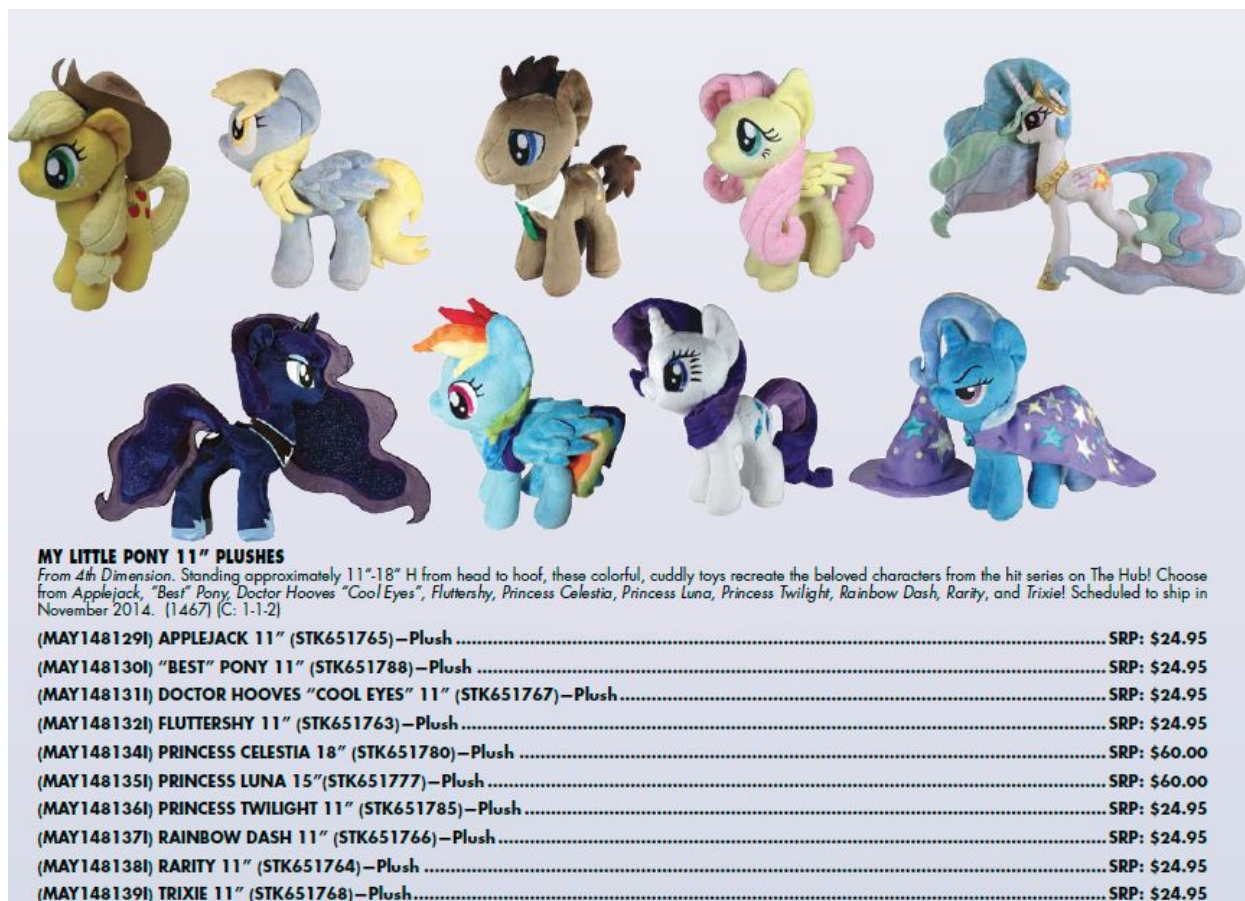 MY LITTLE PONY 11" PLUSHES
From 4th Dimension. Standing approximately 11"-18" H from head to hoof, these colorful, cuddly toys recreate the beloved characters from the hit series on The Hub! Choose
from Applejack, "Best" Pony, Doctor Hooves "Cool Eyes", Fluttershy, Princess Celestia, Princess Luna, Princess Twilight, Rainbow Dash, Rarity, and Trixie! Scheduled to ship in
November 2014. (1467) (C: 1-1-2)
(MAY148129I) APPLEJACK 11" (STK651765)—Plush ........ SRP: $24.95
(MAY148130I) "BEST" PONY 11" (STK651788)—Plush ........ SRP: $24.95
(MAY148131I) DOCTOR HOOVES "COOL EYES" 11" (STK651767)—Plush ........ SRP: $24.95
(MAY148132I) FLUTTERSHY 11" (STK651763)—Plush ........ SRP: $24.95
(MAY148134I) PRINCESS CELESTIA 18" (STK651780)—Plush ........ SRP: $60.00
(MAY148135I) PRINCESS LUNA 15"(STK651777)—Plush ........ SRP: $60.00
(MAY148136I) PRINCESS TWILIGHT 11" (STK651785)—Plush ........ SRP: $24.95
(MAY148137I) RAINBOW DASH 11" (STK651766)—Plush ........ SRP: $24.95
(MAY148138I) RARITY 11" (STK651764)—Plush ........ SRP: $24.95
(MAY148139I) TRIXIE 11" (STK651768)—Plush ........ SRP: $24.95